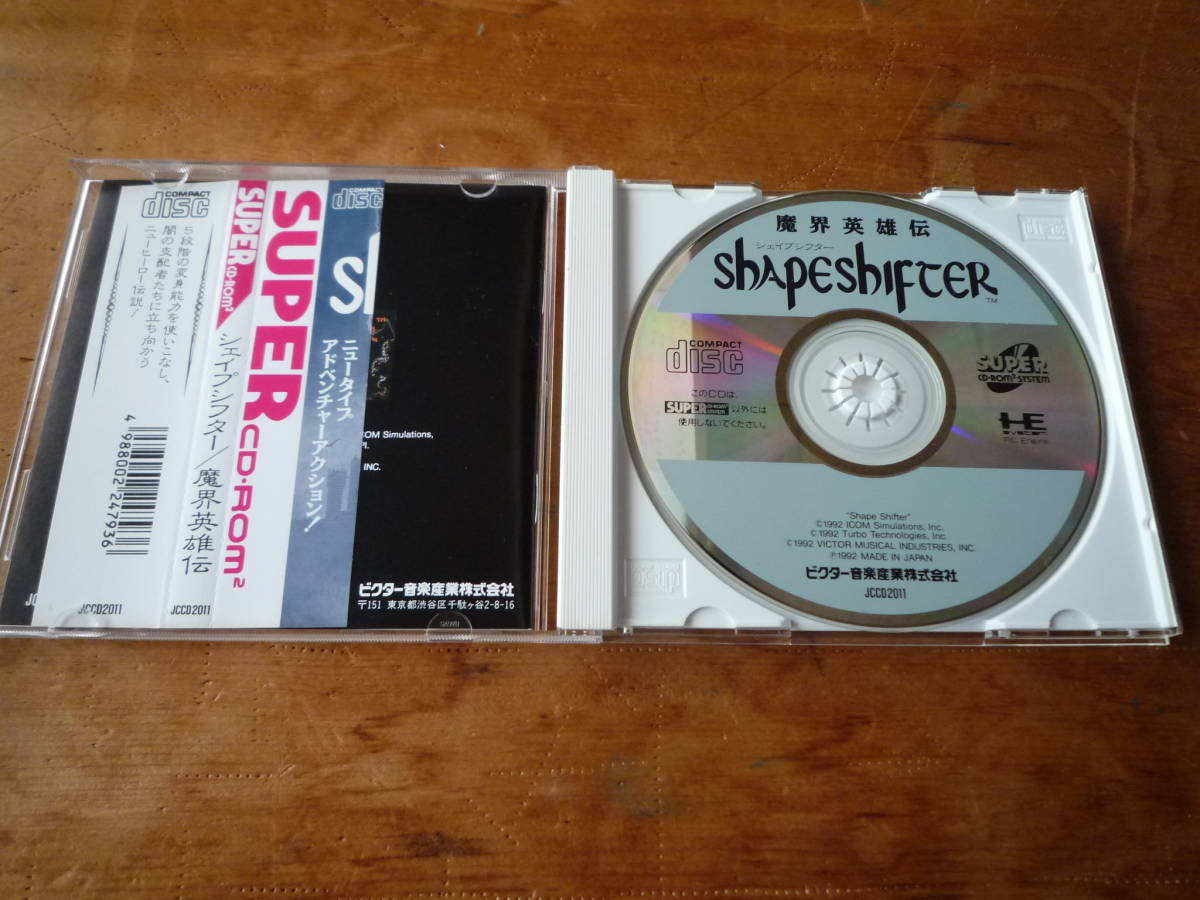 COMPACT
disc
5段階の変身能力を使いこなし、
闇の支配者たちに立ち向かう
ニューヒーロー伝説!
4 988002 247936
JCCD2011
SUPER CD-ROM²
シェイプシフター/魔界英雄伝
JCCD2011
SUPER CD-ROM²
COMPACT
disc
ニュータイプ
アドベンチャーアクション!
ICOM Simulations,
INC.
ビクター音楽産業株式会社
〒151 東京都渋谷区千駄ヶ谷2-8-16
魔界英雄伝
シェイプシフター
ShapeShifter
TM
COMPACT
disc
このCDは、
SUPER CD-ROM² SYSTEM 以外には
使用しないでください。
SUPER
CD-ROM² SYSTEM
HE
PC Engine
"Shape Shifter"
©1992 ICOM Simulations, Inc.
©1992 Turbo Technologies, Inc.
©1992 VICTOR MUSICAL INDUSTRIES, INC.
℗1992 MADE IN JAPAN
ビクター音楽産業株式会社
JCCD2011